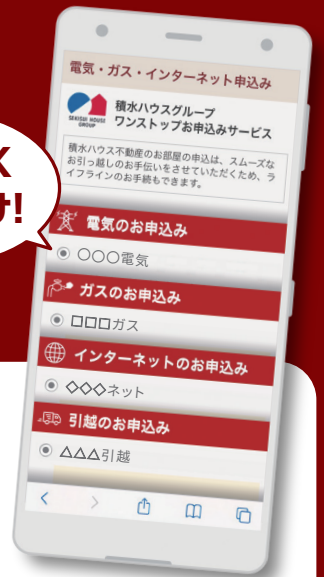 電気・ガス・インターネット申込み
SEKISUI HOUSE
GROUP
積水ハウスグループ
ワンストップお申込みサービス
積水ハウス不動産のお部屋の申込は、スムーズな
お引っ越しのお手伝いをさせていただくため、ラ
イフラインのお手続もできます。
K
け!
電気のお申込み
〇〇〇電気
ガスのお申込み
□□□ガス
インターネットのお申込み
◇◇◇ネット
引越のお申込み
△△△引越